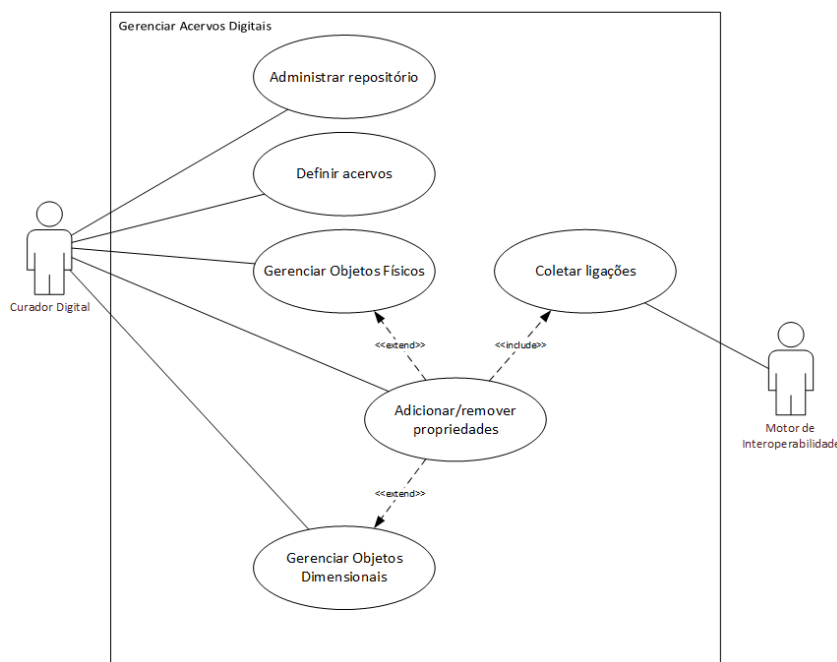 Gerenciar Acervos Digitais
Administrar repositório
Definir acervos
Gerenciar Objetos Físicos
Coletar ligações
Curador Digital
<<extend>>
<<include>>
Adicionar/remover
propriedades
Motor de
Interoperabilidade
<<extend>>
Gerenciar Objetos
Dimensionais